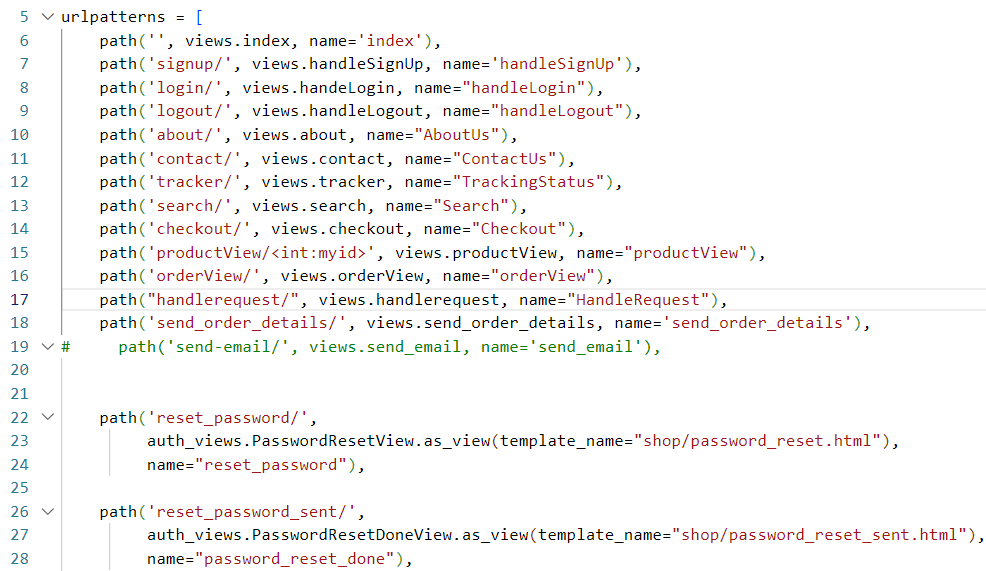 5 urlpatterns = [
6 path('', views.index, name='index'),
7 path('signup/', views.handleSignUp, name='handleSignUp'),
8 path('login/', views.handeLogin, name="handleLogin"),
9 path('logout/', views.handleLogout, name="handleLogout"),
10 path('about/', views.about, name="AboutUs"),
11 path('contact/', views.contact, name="ContactUs"),
12 path('tracker/', views.tracker, name="TrackingStatus"),
13 path('search/', views.search, name="Search"),
14 path('checkout/', views.checkout, name="Checkout"),
15 path('productView/<int:myid>', views.productView, name="productView"),
16 path('orderView/', views.orderView, name="orderView"),
17 path("handlerequest/", views.handlerequest, name="HandleRequest"),
18 path('send_order_details/', views.send_order_details, name='send_order_details'),
19 # path('send-email/', views.send_email, name='send_email'),
20
21
22 path('reset_password/',
23 auth_views.PasswordResetView.as_view(template_name="shop/password_reset.html"),
24 name="reset_password"),
25
26 path('reset_password_sent/',
27 auth_views.PasswordResetDoneView.as_view(template_name="shop/password_reset_sent.html"),
28 name="password_reset_done"),